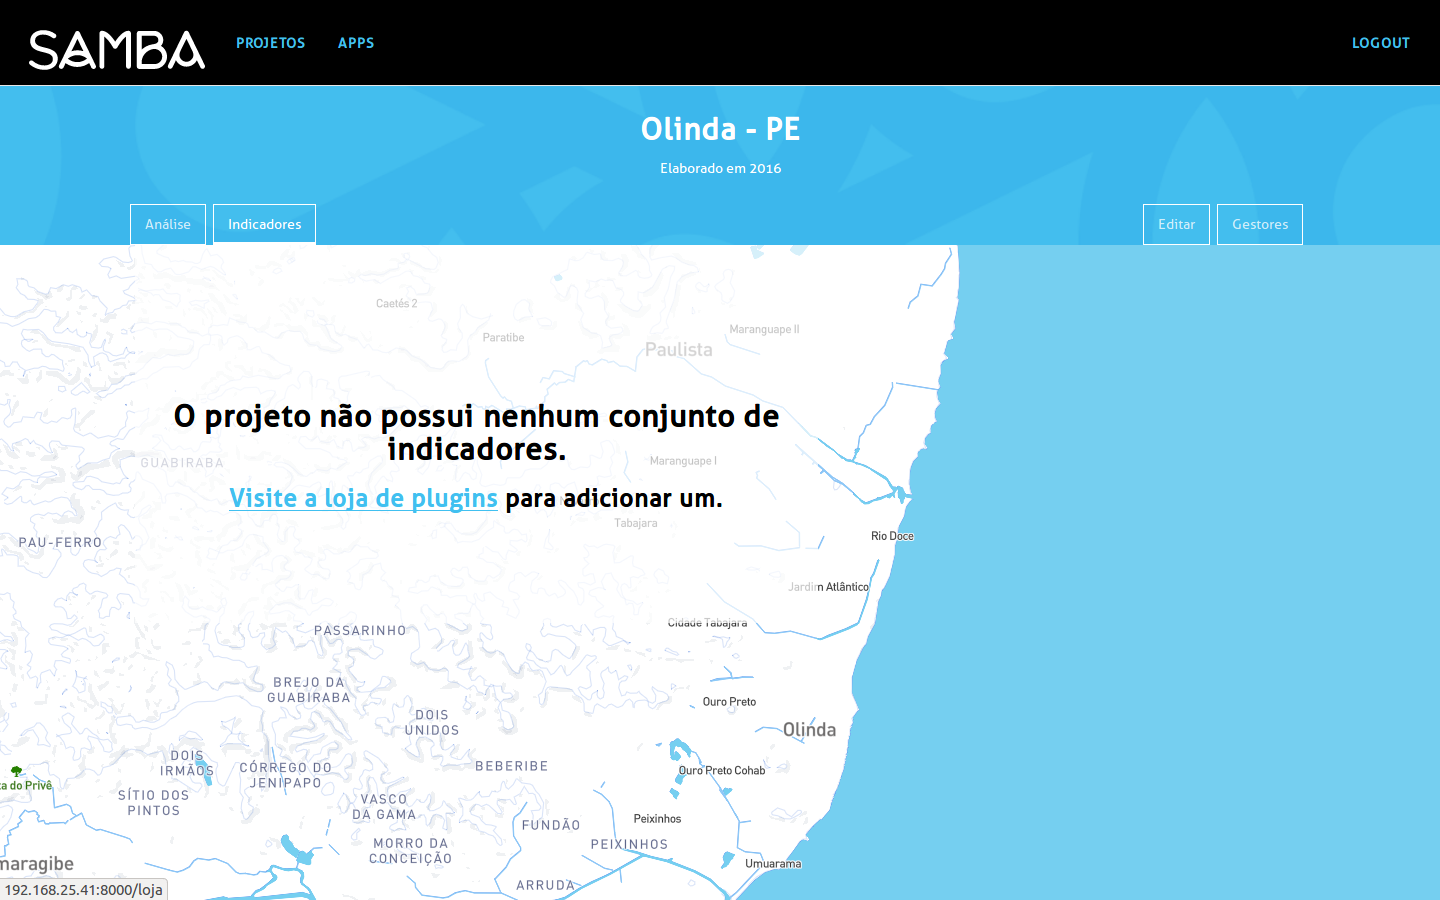 SAMBA PROJETOS APPS LOGOUT
Olinda - PE
Elaborado em 2016
Análise Indicadores Editar Gestores
Caetés 2
Maranguape II
Paratibe
Paulista
O projeto não possui nenhum conjunto de
indicadores.
GUABIRABA
Maranguape I
Visite a loja de plugins para adicionar um.
Tabajara
Rio Doce
PAU-FERRO
Jardim Atlântico
Cidade Tabajara
PASSARINHO
BREJO DA
GUABIRABA
Ouro Preto
DOIS
UNIDOS
Olinda
DOIS
IRMÃOS
CÓRREGO DO
JENIPAPO
BEBERIBE
Ouro Preto Cohab
ta do Privê
SÍTIO DOS
PINTOS
VASCO
DA GAMA
Peixinhos
FUNDÃO
MORRO DA
CONCEIÇÃO
PEIXINHOS
maragibe
Umuarama
ARRUDA
192.168.25.41:8000/loja